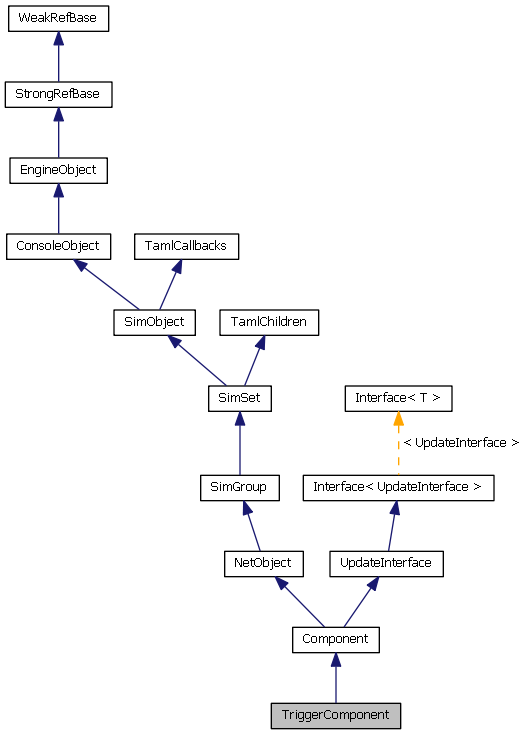 WeakRefBase
StrongRefBase
EngineObject
ConsoleObject
TamlCallbacks
SimObject
TamlChildren
SimSet
Interface< T >
< UpdateInterface >
SimGroup
Interface< UpdateInterface >
NetObject
UpdateInterface
Component
TriggerComponent